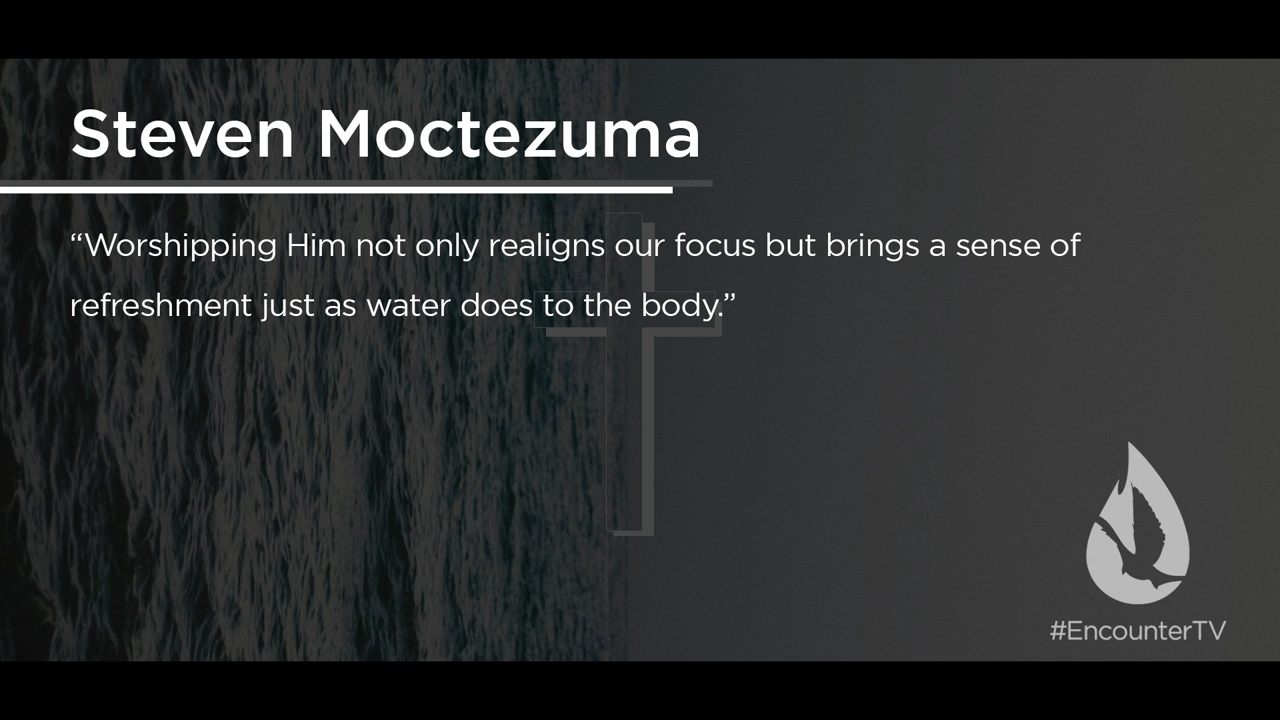 Steven Moctezuma
“Worshipping Him not only realigns our focus but brings a sense of
refreshment just as water does to the body.”
#EncounterTV